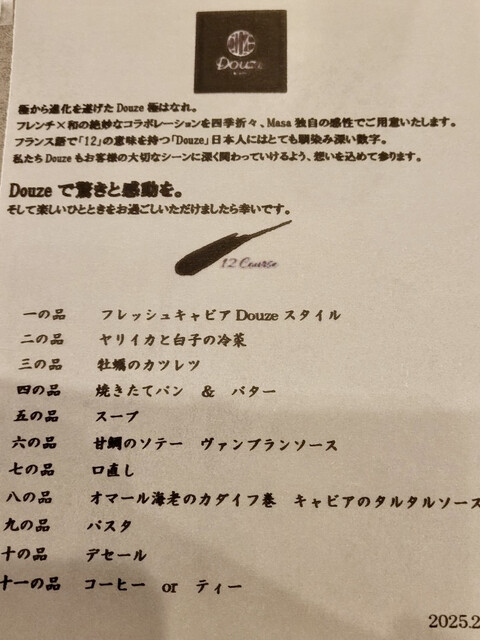 Douze
極から進化を遂げた Douze 極はなれ。
フレンチ×和の絶妙なコラボレーションを四季折々、Masa 独自の感性でご用意いたします。
フランス語で「12」の意味を持つ「Douze」日本人にはとても馴染み深い数字。
私たち Douze もお客様の大切なシーンに深く関わっていけるよう、想いを込めて参ります。
Douze で驚きと感動を。
そして楽しいひとときをお過ごしいただけましたら幸いです。
12 Course
一の品 フレッシュキャビア Douze スタイル
二の品 ヤリイカと白子の冷菜
三の品 牡蠣のカツレツ
四の品 焼きたてパン & バター
五の品 スープ
六の品 甘鯛のソテー ヴァンブランソース
七の品 口直し
八の品 オマール海老のカダイフ巻 キャビアのタルタルソース
九の品 パスタ
十の品 デセール
十一の品 コーヒー or ティー
2025.2